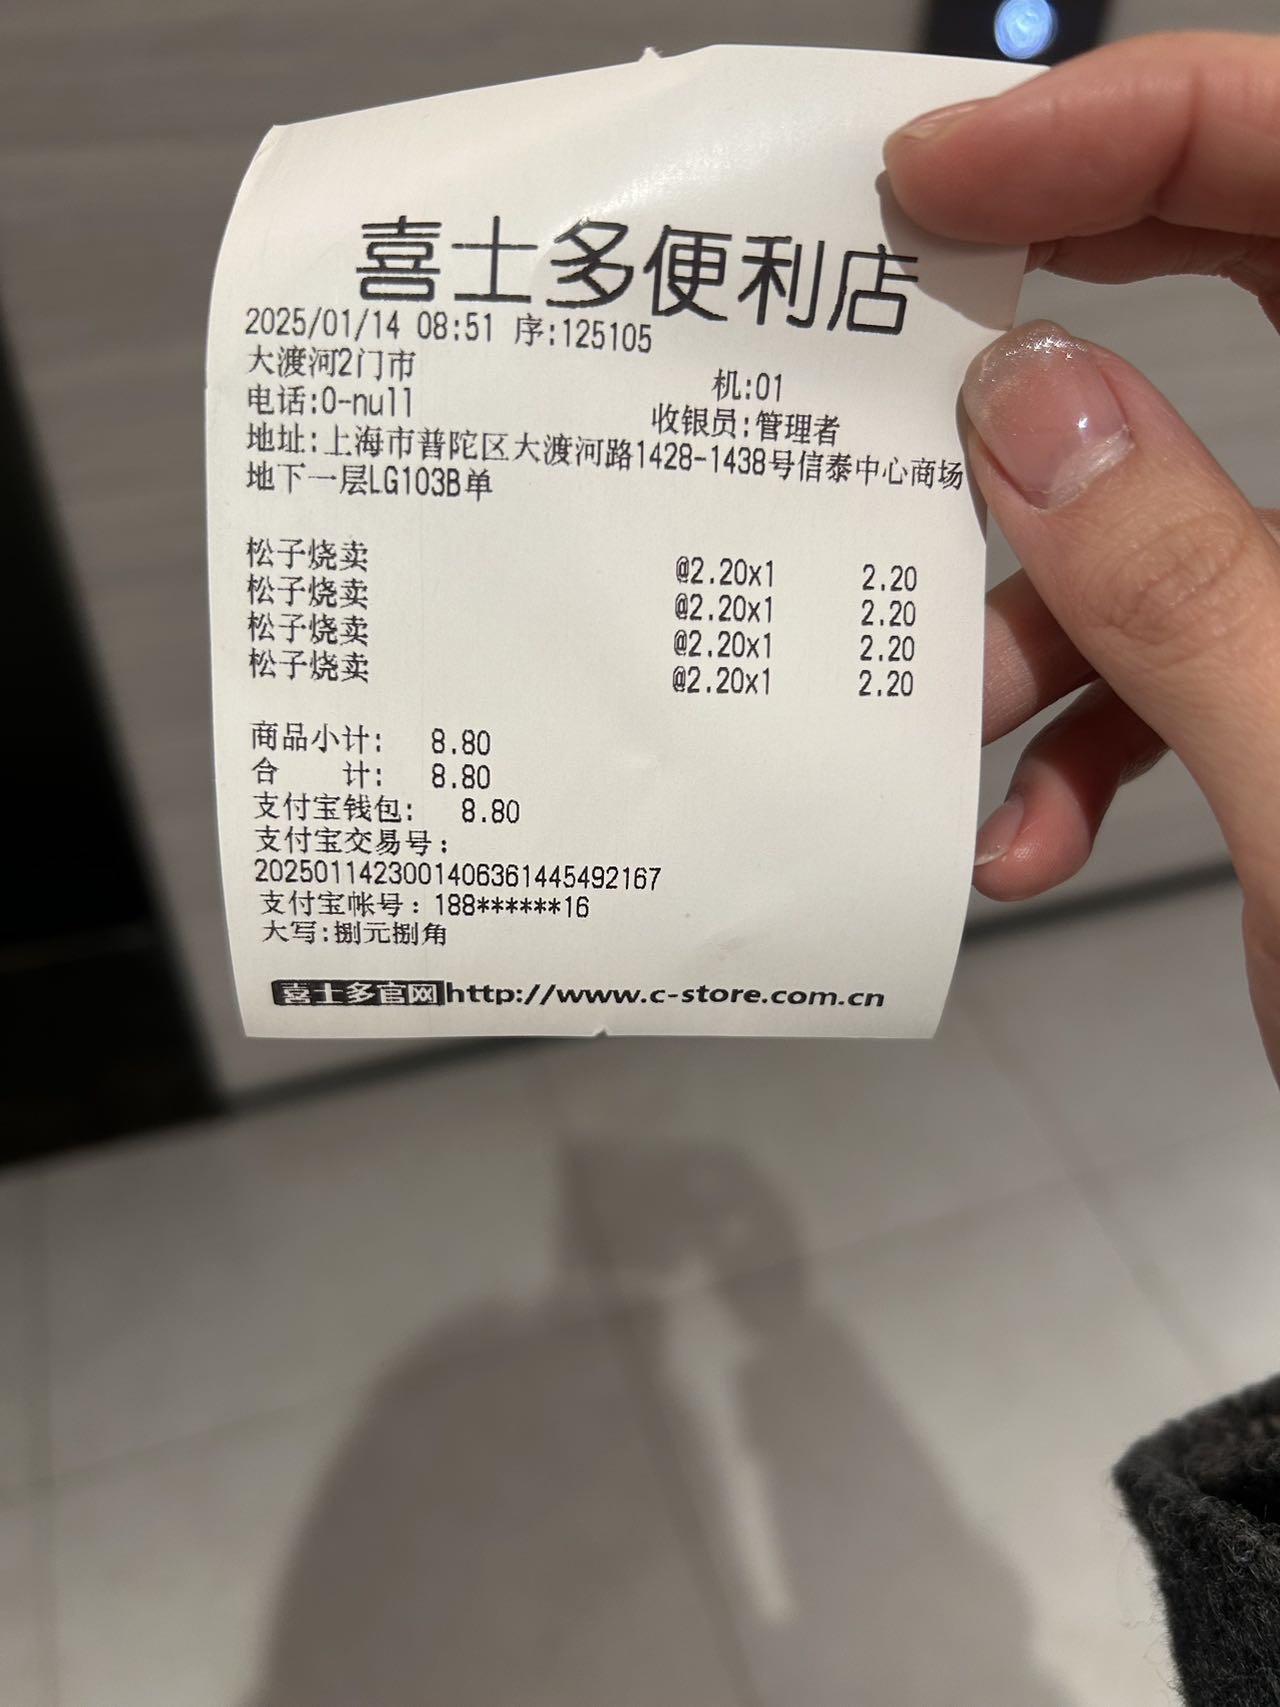 喜士多便利店
2025/01/14 08:51 序:125105
大渡河2门市 机:01
电话:0-null 收银员:管理者
地址:上海市普陀区大渡河路1428-1438号信泰中心商场
地下一层LG103B单
松子烧卖 @2.20x1 2.20
松子烧卖 @2.20x1 2.20
松子烧卖 @2.20x1 2.20
松子烧卖 @2.20x1 2.20
商品小计: 8.80
合 计: 8.80
支付宝钱包: 8.80
支付宝交易号:
2025011423001406361445492167
支付宝帐号:188******16
大写:捌元捌角
喜士多官网http://www.c-store.com.cn